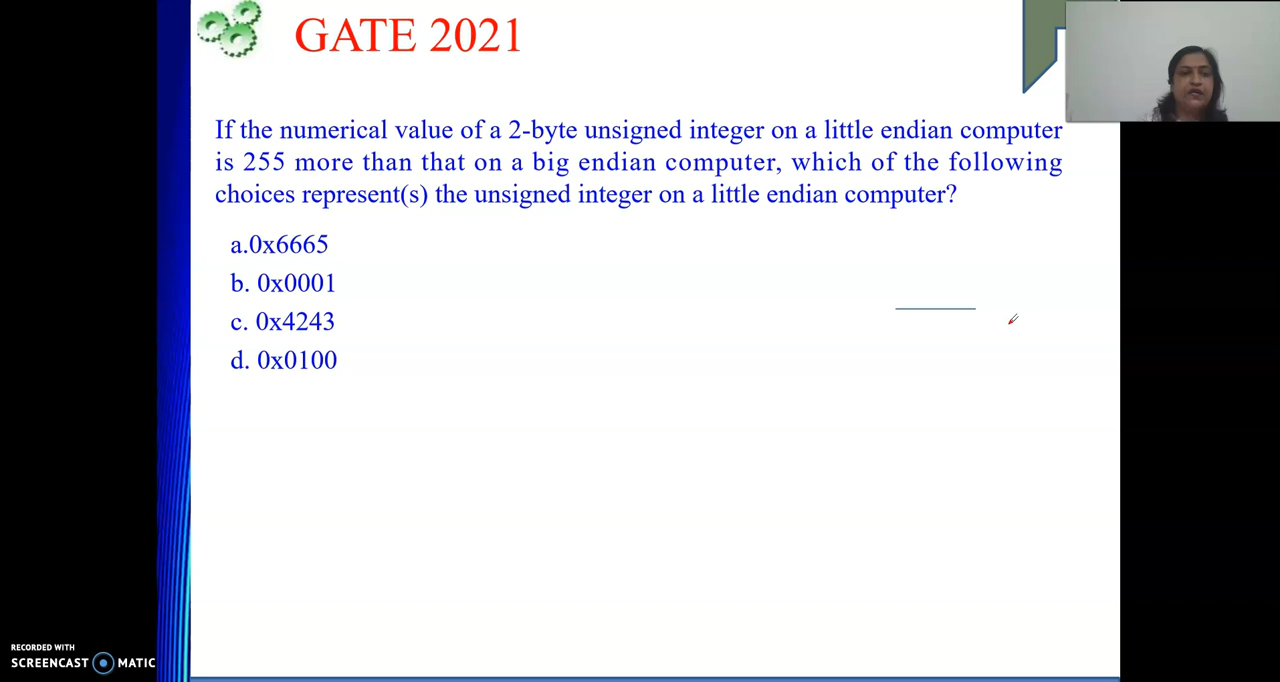 GATE 2021
If the numerical value of a 2-byte unsigned integer on a little endian computer
is 255 more than that on a big endian computer, which of the following
choices represent(s) the unsigned integer on a little endian computer?
a.0x6665
b. 0x0001
c. 0x4243
d. 0x0100
RECORDED WITH
SCREENCAST MATIC